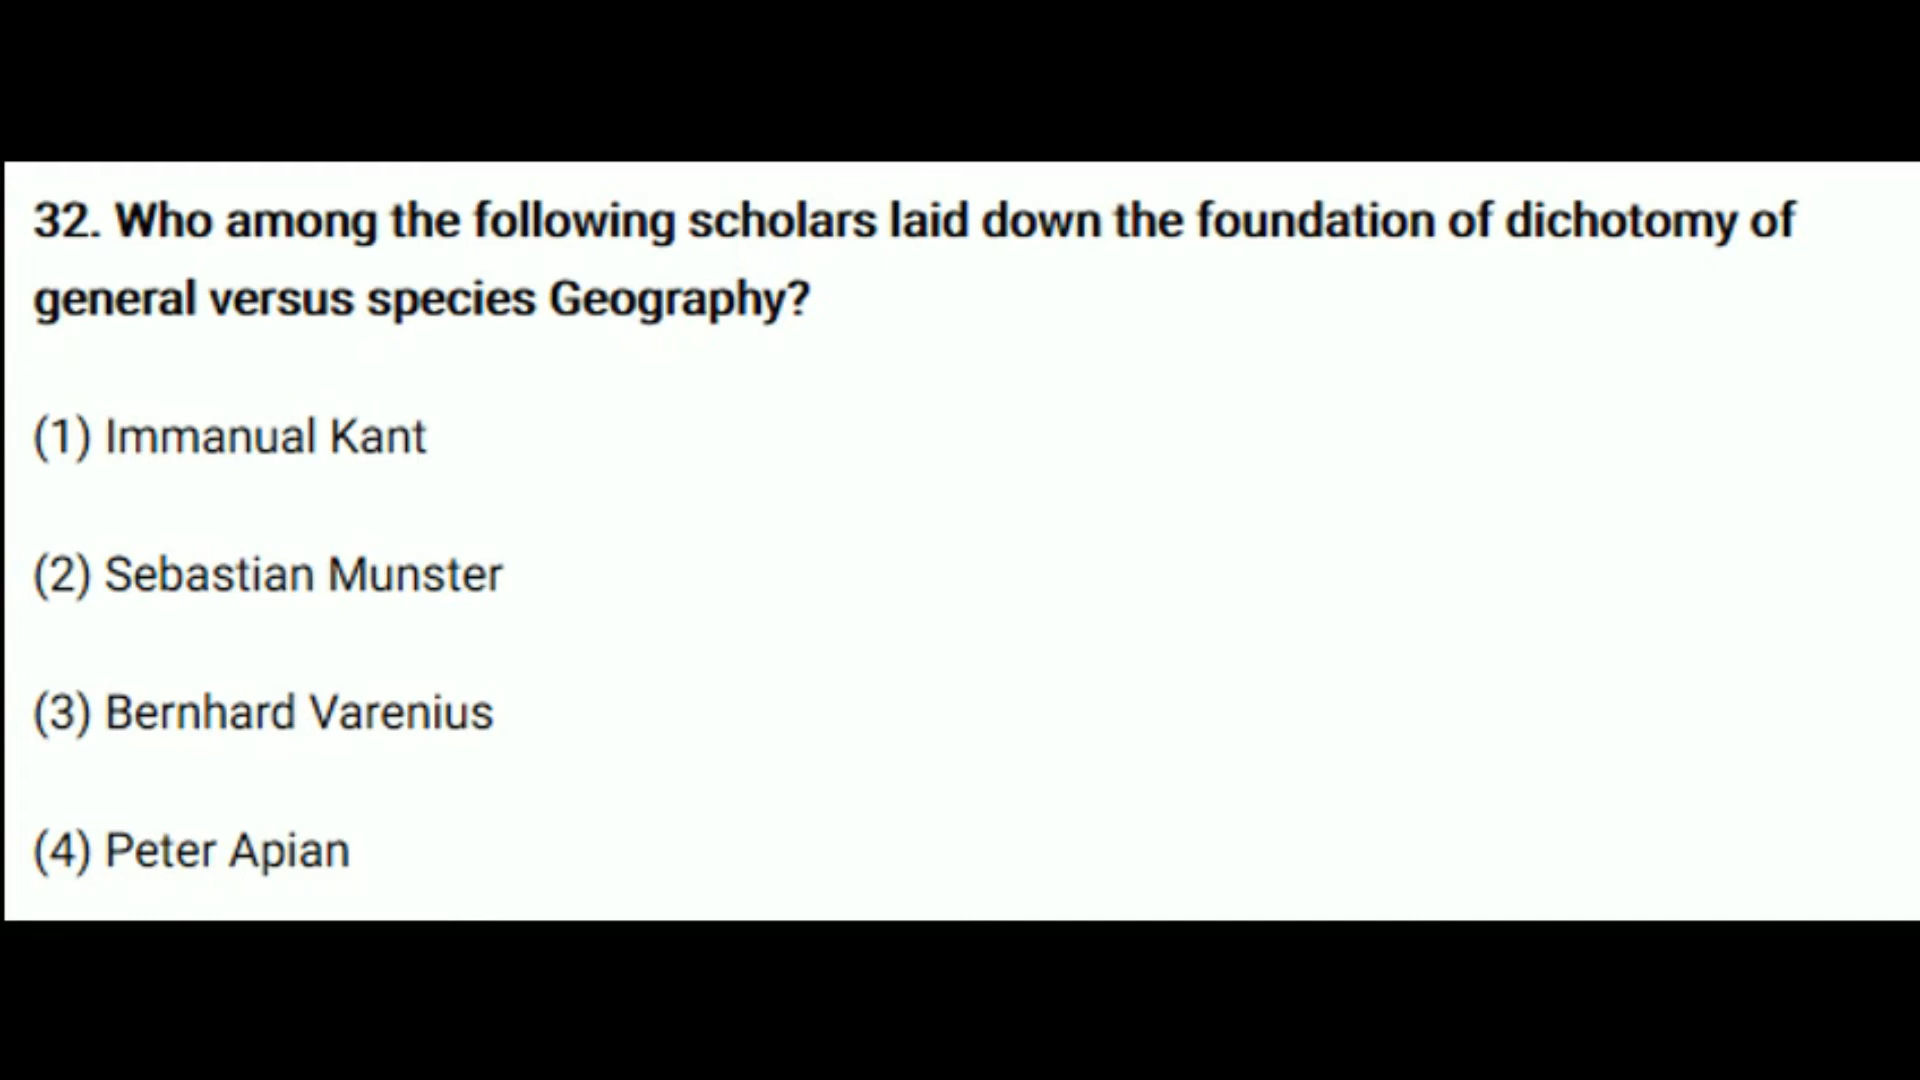 32. Who among the following scholars laid down the foundation of dichotomy of
general versus species Geography?
(1) Immanual Kant
(2) Sebastian Munster
(3) Bernhard Varenius
(4) Peter Apian